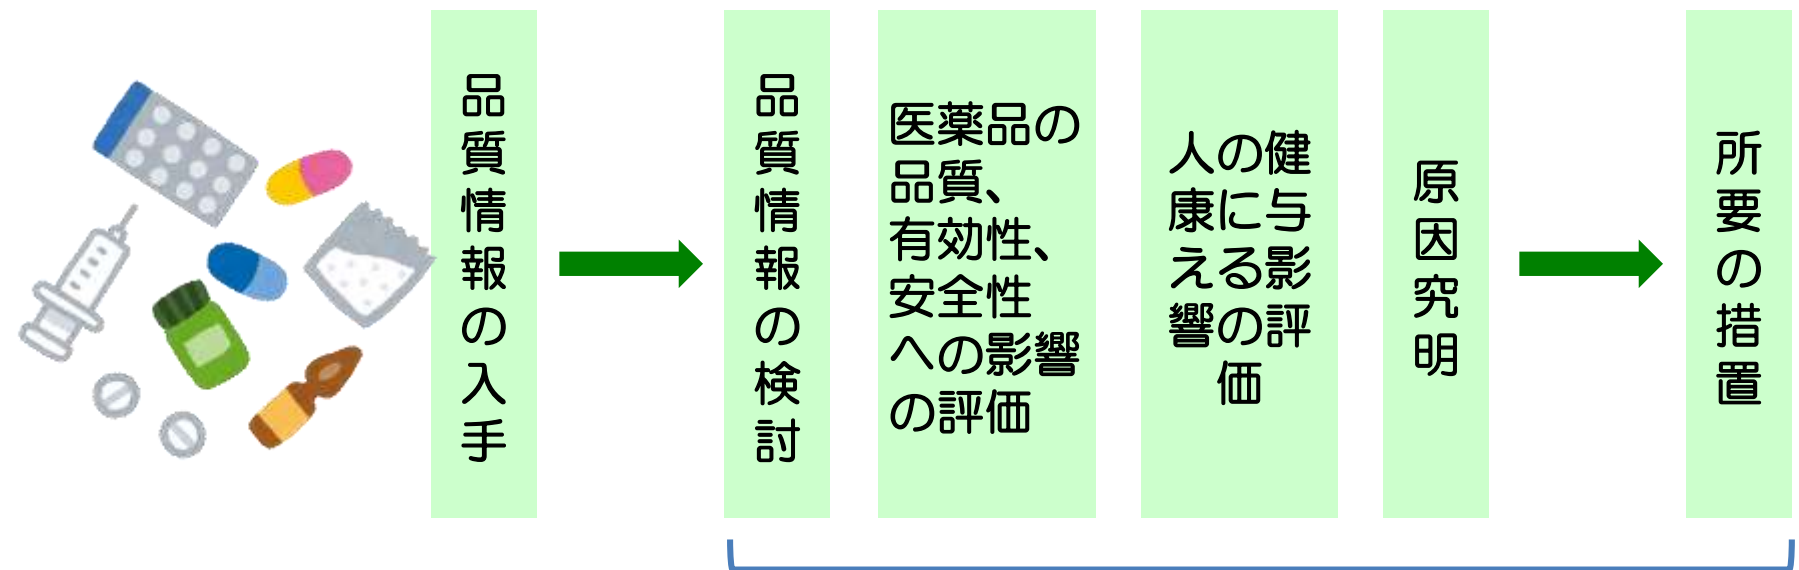 品質情報の入手
品質情報の検討
医薬品の
品質、
有効性、
安全性
への影響
の評価
人の健
康に与
える影
響の評
価
原因究明
所要の措置